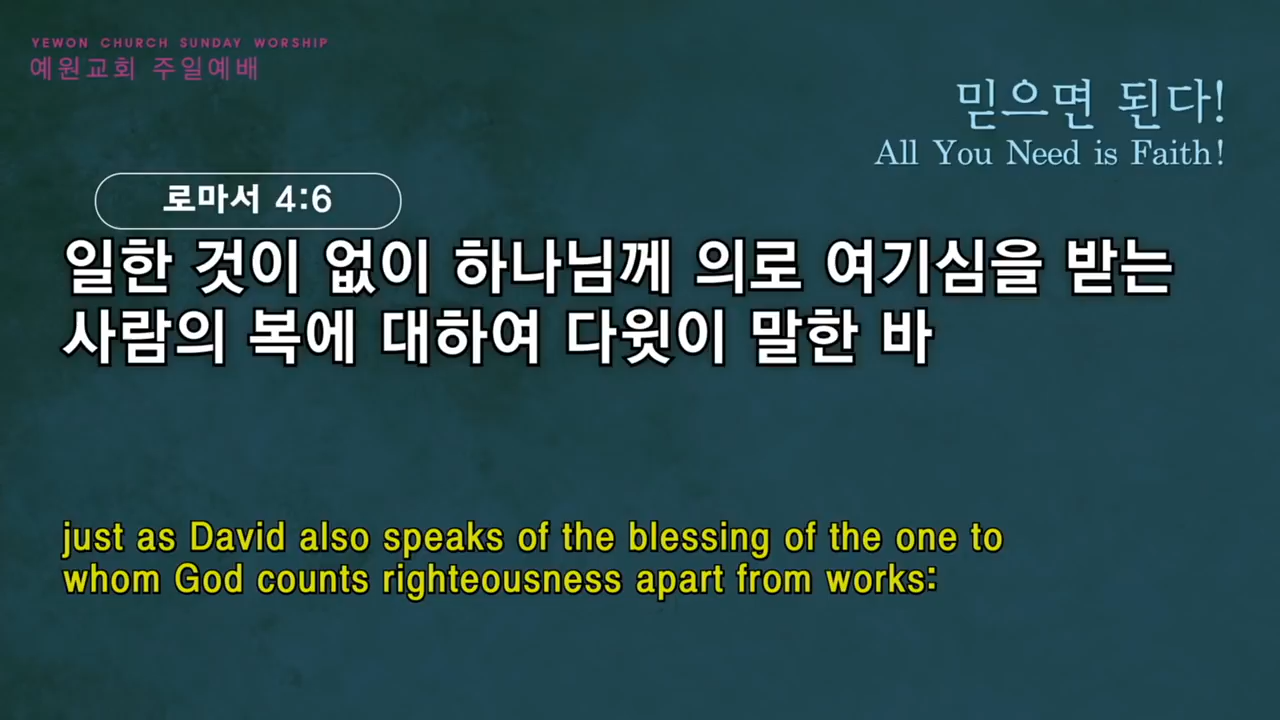 YEWON CHURCH SUNDAY WORSHIP
예원교회 주일예배
믿으면 된다!
All You Need is Faith!
로마서 4:6
일한 것이 없이 하나님께 의로 여기심을 받는
사람의 복에 대하여 다윗이 말한 바
just as David also speaks of the blessing of the one to
whom God counts righteousness apart from works: